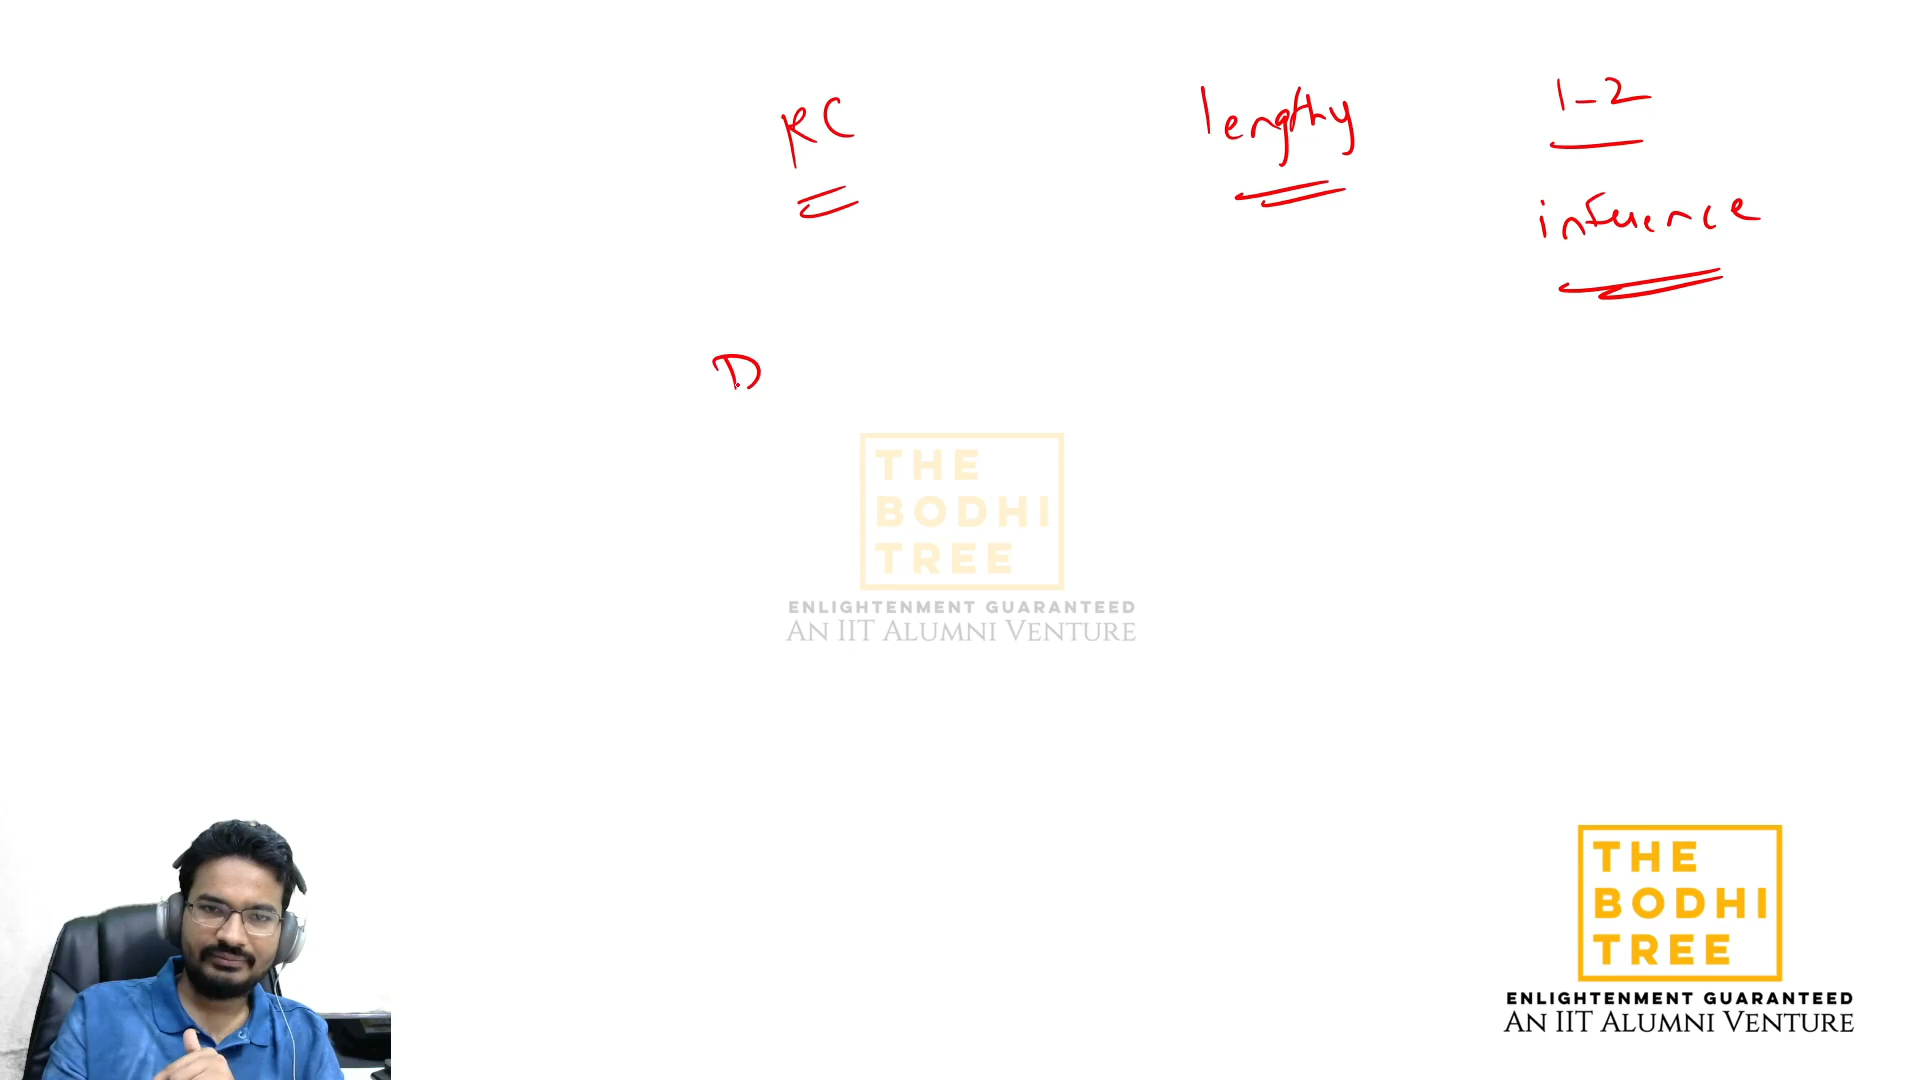 RC lengthy 1-2
inference
D
THE
BODHI
TREE
ENLIGHTENMENT GUARANTEED
AN IIT ALUMNI VENTURE
THE
BODHI
TREE
ENLIGHTENMENT GUARANTEED
AN IIT ALUMNI VENTURE